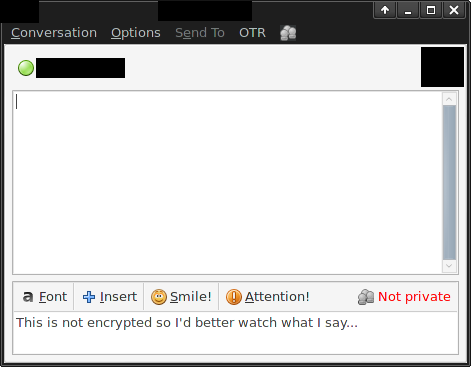 Conversation Options Send To OTR
Font Insert Smile! Attention! Not private
This is not encrypted so I'd better watch what I say...